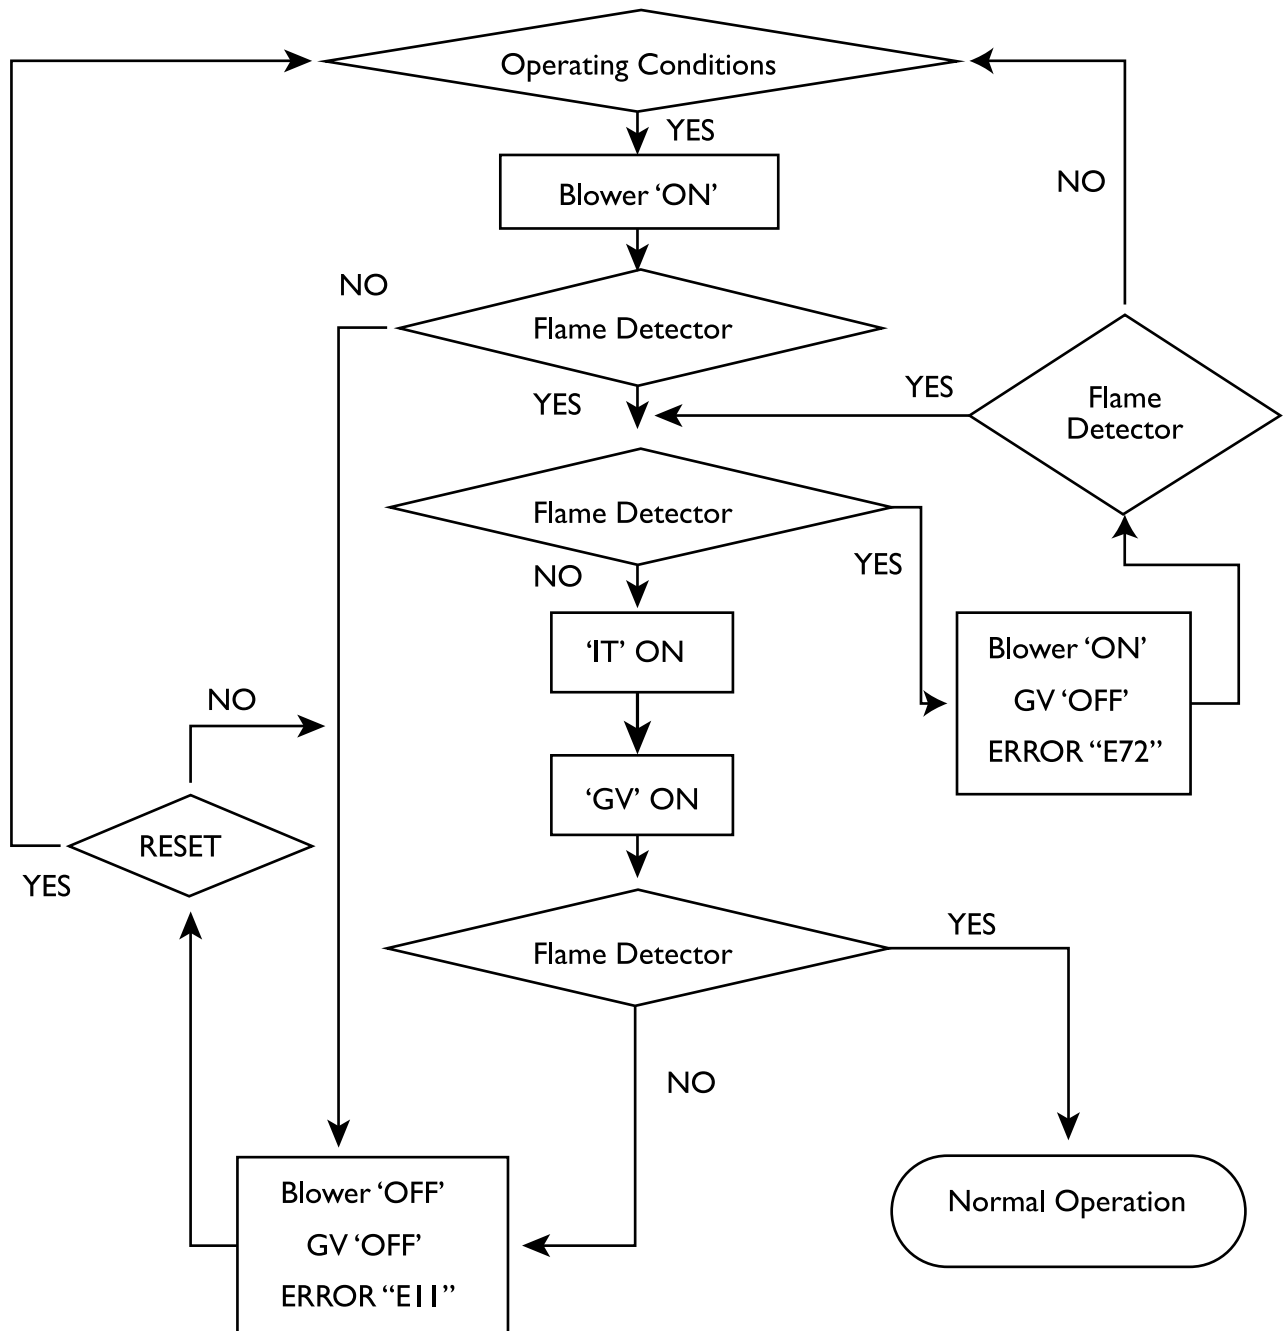 Operating Conditions
YES
NO
Blower ‘ON’
NO
Flame Detector
YES
YES
Flame
Detector
Flame Detector
NO
YES
‘IT’ ON
Blower ‘ON’
GV ‘OFF’
ERROR “E72”
NO
‘GV’ ON
RESET
YES
Flame Detector
YES
NO
Blower ‘OFF’
GV ‘OFF’
ERROR “E11”
Normal Operation